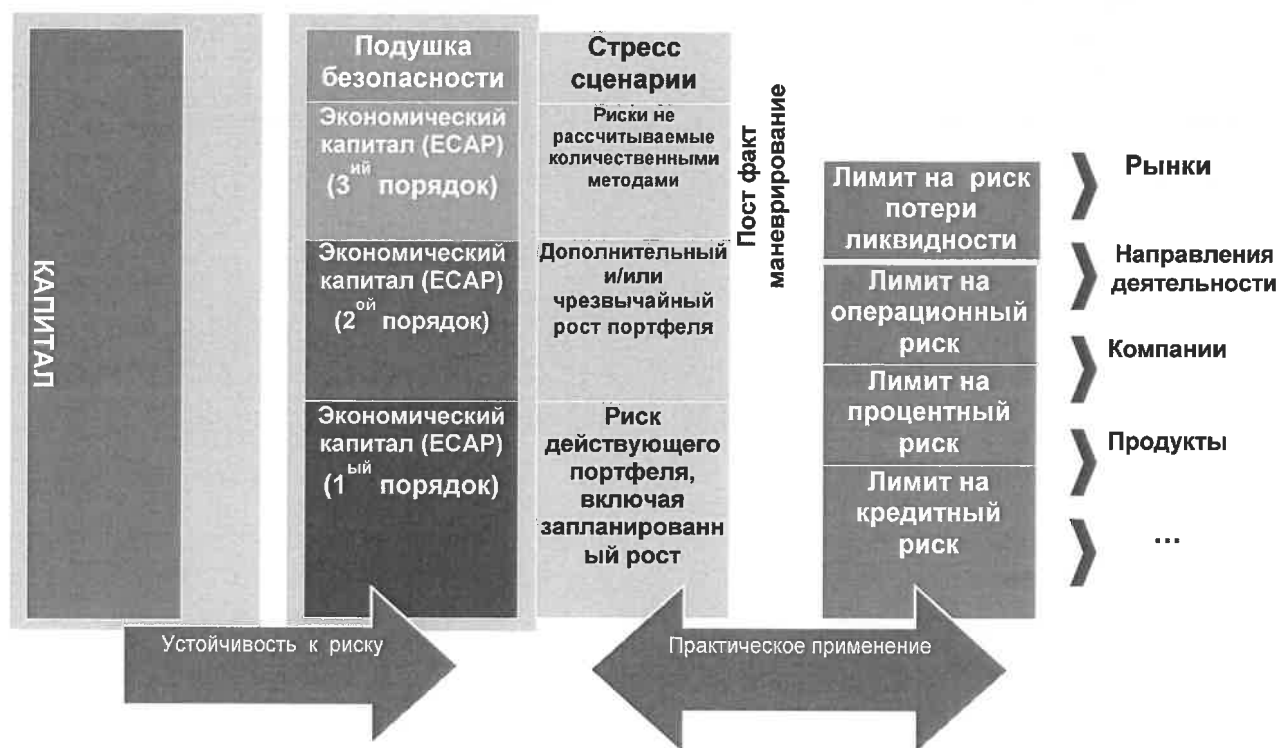 КАПИТАЛ
Подушка
безопасности
Экономический
капитал (ECAP)
(3ий порядок)
Экономический
капитал (ECAP)
(2ой порядок)
Экономический
капитал (ECAP)
(1ый порядок)
Стресс
сценарии
Риски не
рассчитываемые
количественными
методами
Дополнительный
и/или
чрезвычайный
рост портфеля
Риск
действующего
портфеля,
включая
запланированн
ый рост
Пост факт
маневрирование
Лимит на риск
потери
ликвидности
Лимит на
операционный
риск
Лимит на
процентный
риск
Лимит на
кредитный
риск
Рынки
Направления
деятельности
Компании
Продукты
...
Устойчивость к риску
Практическое применение